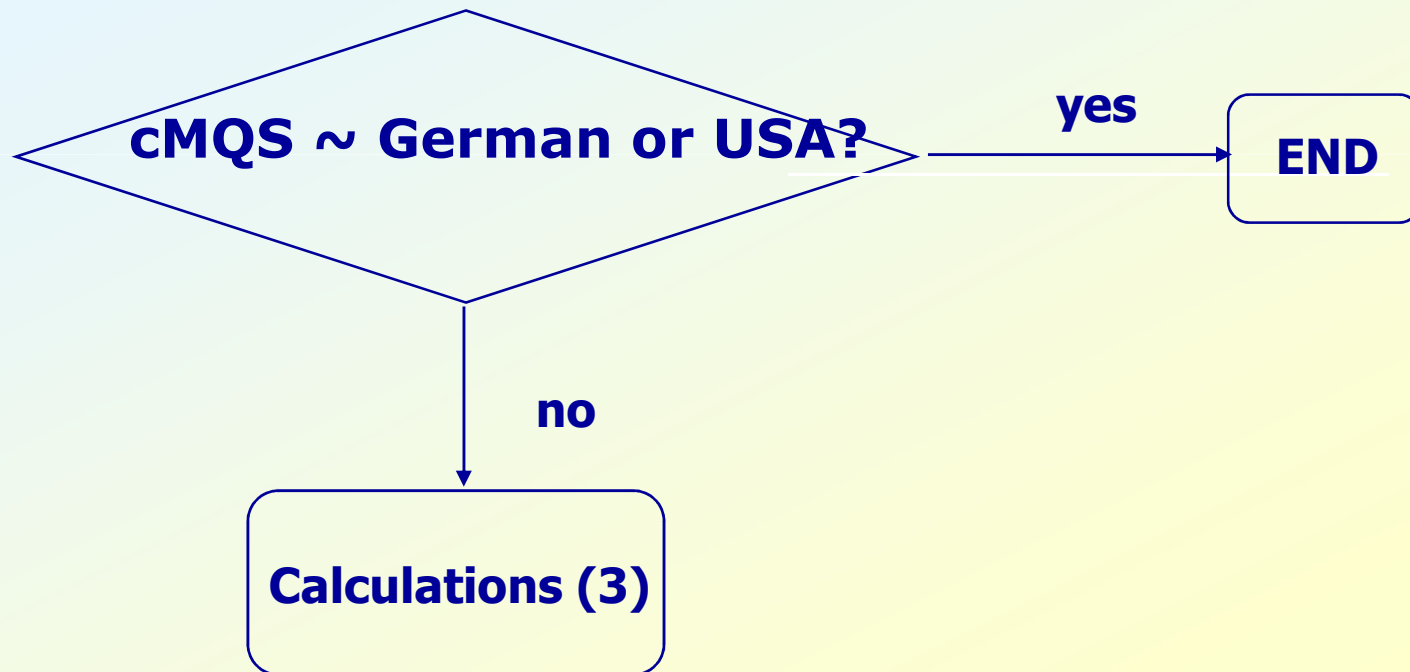 cMQS ~ German or USA?
yes
END
no
Calculations (3)